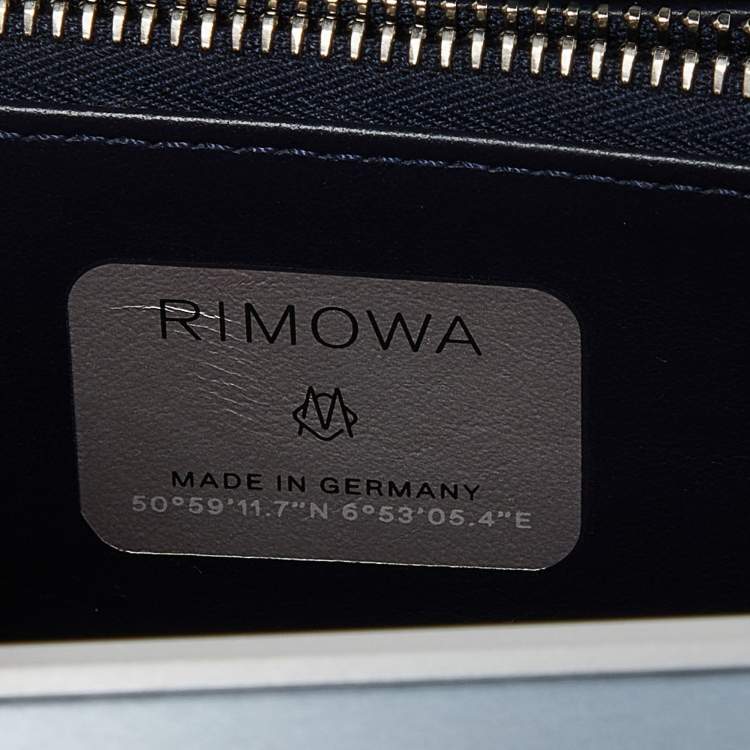 RIMOWA
MADE IN GERMANY
50°59'11.7"N 6°53'05.4"E